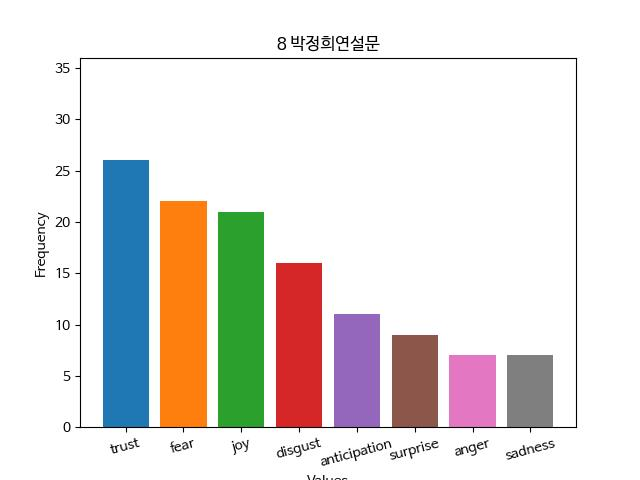 8 박정희연설문
35
30
25
20
15
10
5
0
Frequency
trust fear joy disgust anticipation surprise anger sadness
Values